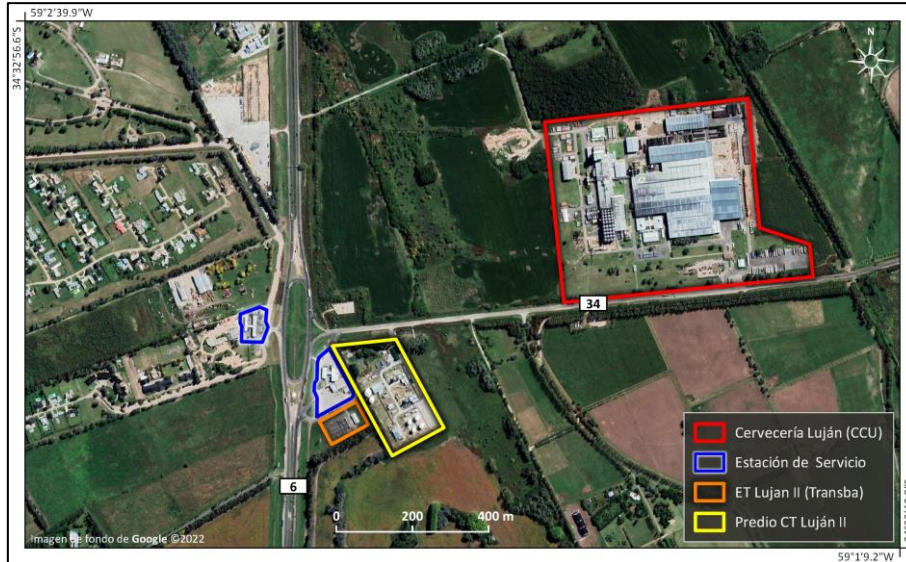 59°2'39.9"W
34°32'56.6"S
N
34
6
Cervecería Luján (CCU)
Estación de Servicio
ET Lujan II (Transba)
Predio CT Luján II
0 200 400 m
Imagen de fondo de Google ©2022
59°1'9.2"W